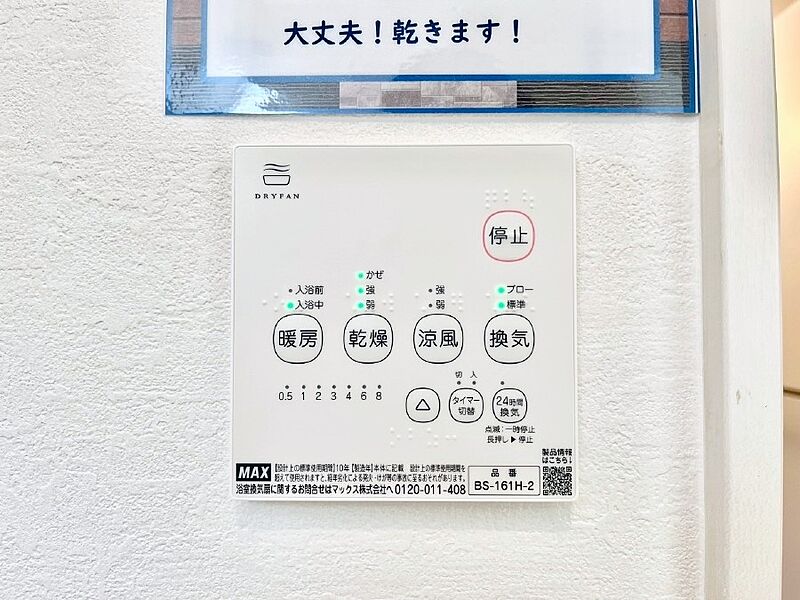 大丈夫！乾きます！
DRYFAN
停止
かぜ
入浴前 強 強 ブロー
入浴中 弱 弱 標準
暖房 乾燥 涼風 換気
0.5 1 2 3 4 6 8
切 入
△ タイマー切替 24時間換気
点滅：一時停止
長押し▶停止
製品情報はこちら↓
MAX 【設計上の標準使用期間】10年【製造年】本体に記載 設計上の標準使用期間を
超えて使用されますと、経年劣化による発火・けが等の事故に至るおそれがあります。
浴室換気扇に関するお問合せはマックス株式会社へ 0120-011-408
品番
BS-161H-2